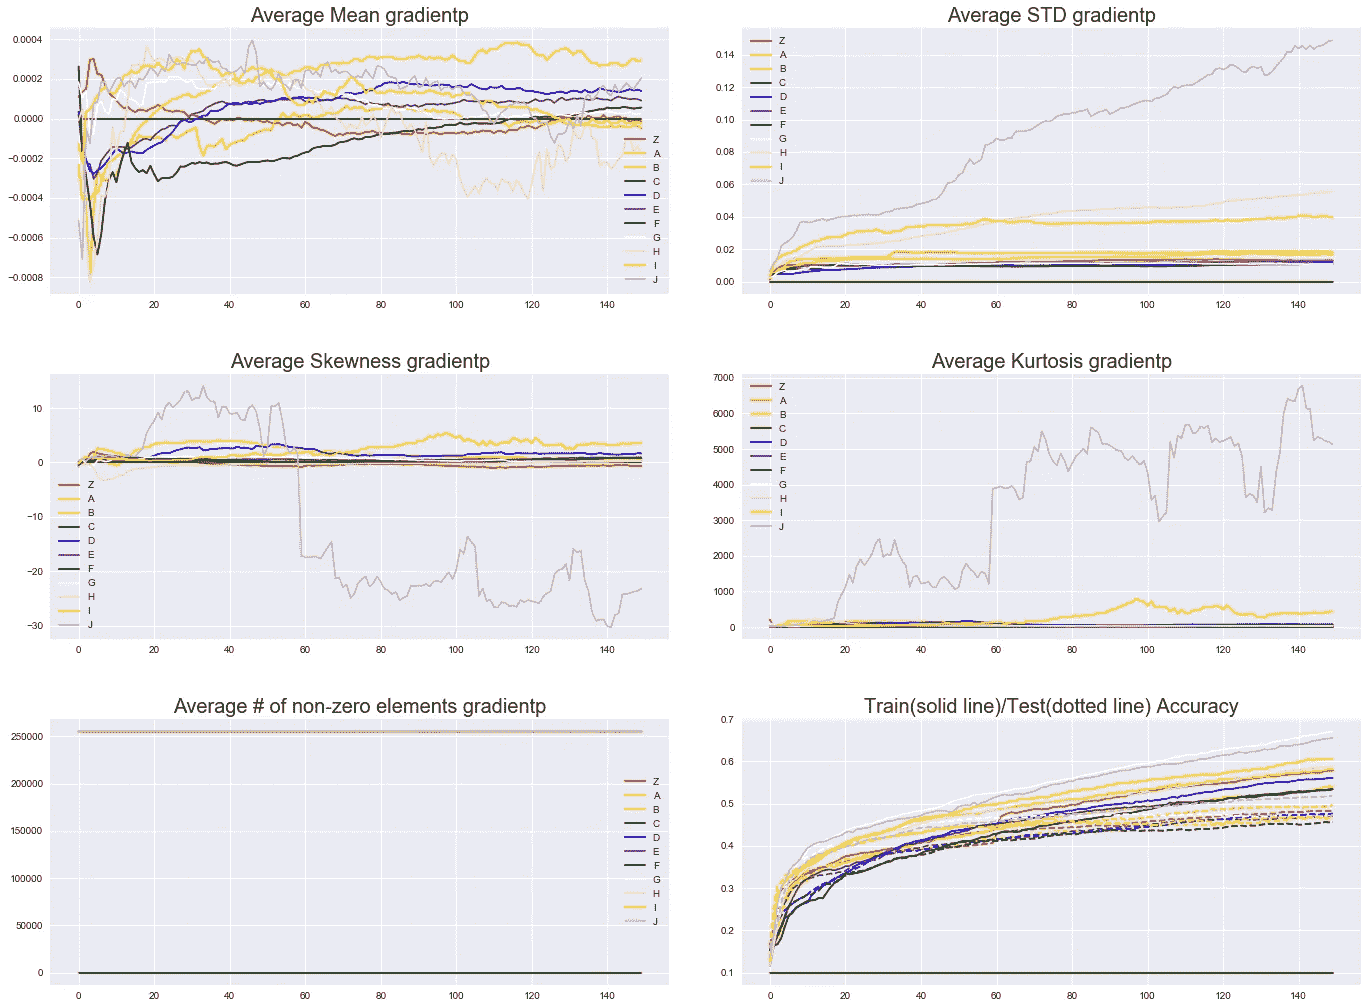 Average Mean gradientp
0.0004
0.0002
0.0000
−0.0002
−0.0004
−0.0006
−0.0008
0 20 40 60 80 100 120 140
Z
A
B
C
D
E
F
G
H
I
J
Average STD gradientp
0.14
0.12
0.10
0.08
0.06
0.04
0.02
0.00
0 20 40 60 80 100 120 140
Z
A
B
C
D
E
F
G
H
I
J
Average Skewness gradientp
10
0
−10
−20
−30
0 20 40 60 80 100 120 140
Z
A
B
C
D
E
F
G
H
I
J
Average Kurtosis gradientp
7000
6000
5000
4000
3000
2000
1000
0
0 20 40 60 80 100 120 140
Z
A
B
C
D
E
F
G
H
I
J
Average # of non-zero elements gradientp
250000
200000
150000
100000
50000
0
0 20 40 60 80 100 120 140
Z
A
B
C
D
E
F
G
H
I
J
Train(solid line)/Test(dotted line) Accuracy
0.7
0.6
0.5
0.4
0.3
0.2
0.1
0 20 40 60 80 100 120 140